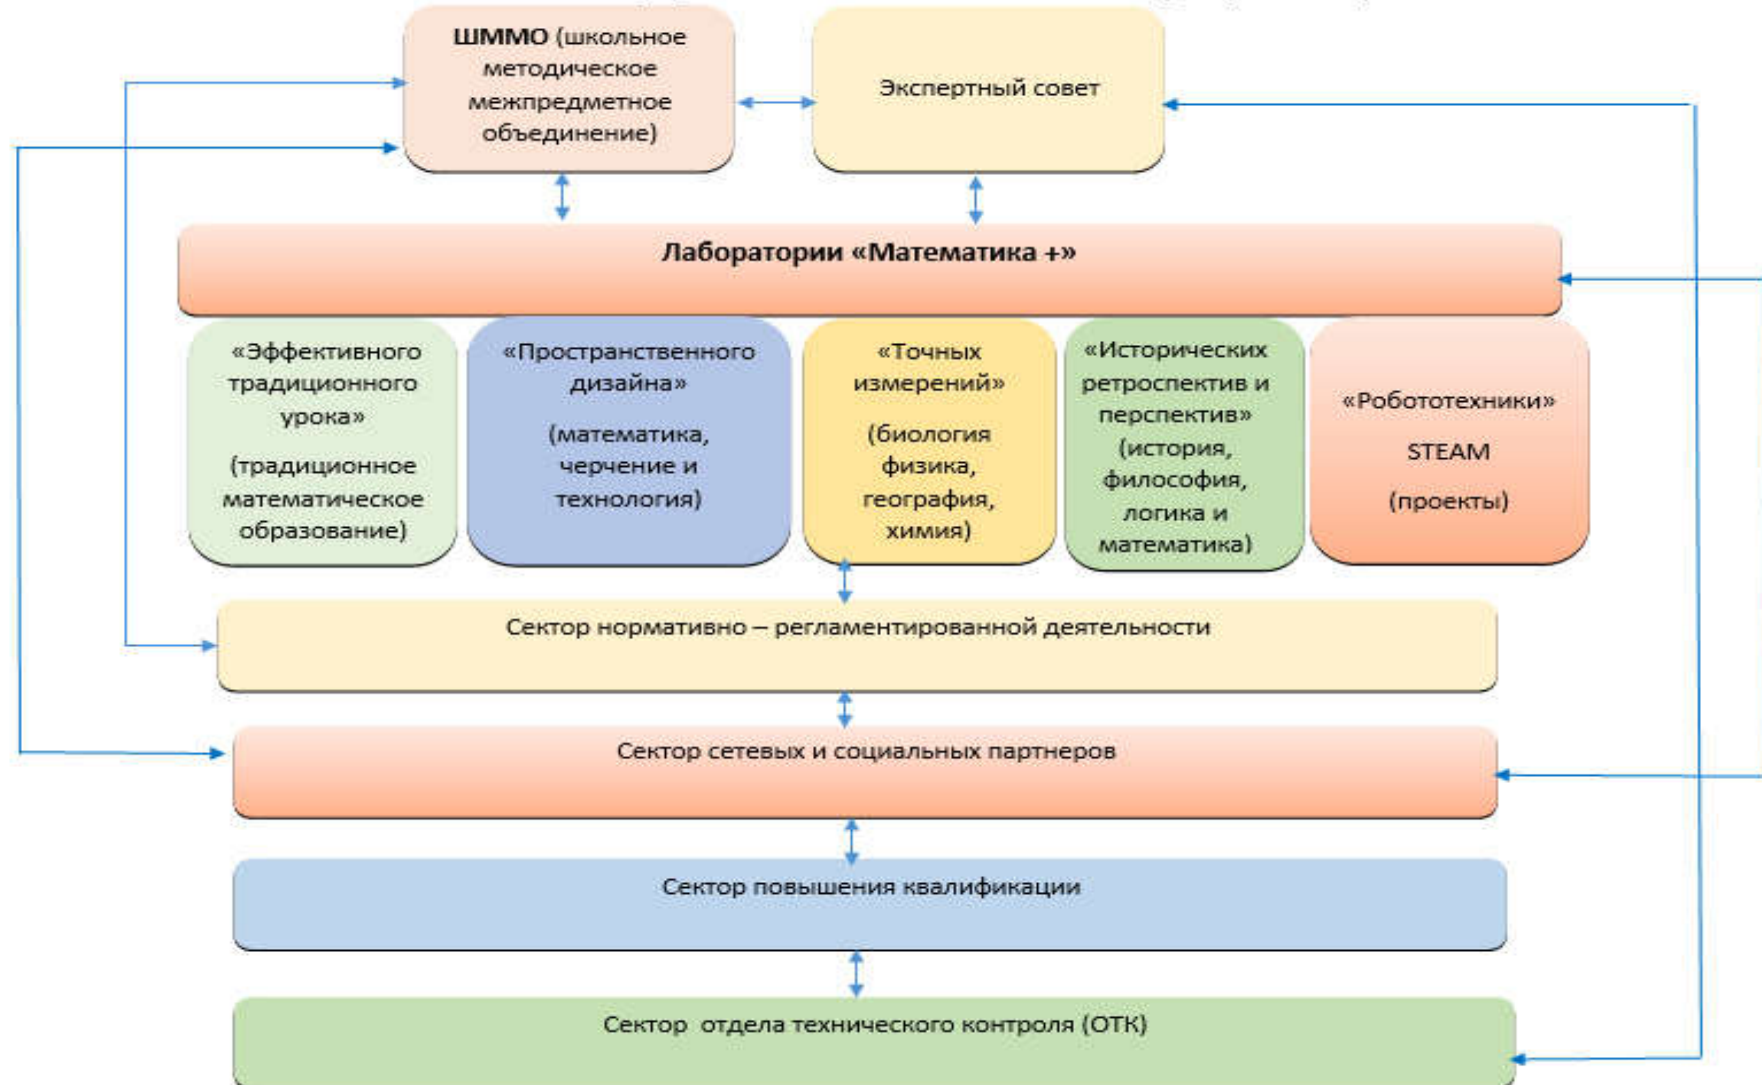 ШММО (школьное
методическое
межпредметное
объединение)
Экспертный совет
Лаборатории «Математика +»
«Эффективного
традиционного
урока»
(традиционное
математическое
образование)
«Пространственного
дизайна»
(математика,
черчение и
технология)
«Точных
измерений»
(биология
физика,
география,
химия)
«Исторических
ретроспектив и
перспектив»
(история,
философия,
логика и
математика)
«Робототехники»
STEAM
(проекты)
Сектор нормативно – регламентированной деятельности
Сектор сетевых и социальных партнеров
Сектор повышения квалификации
Сектор отдела технического контроля (ОТК)